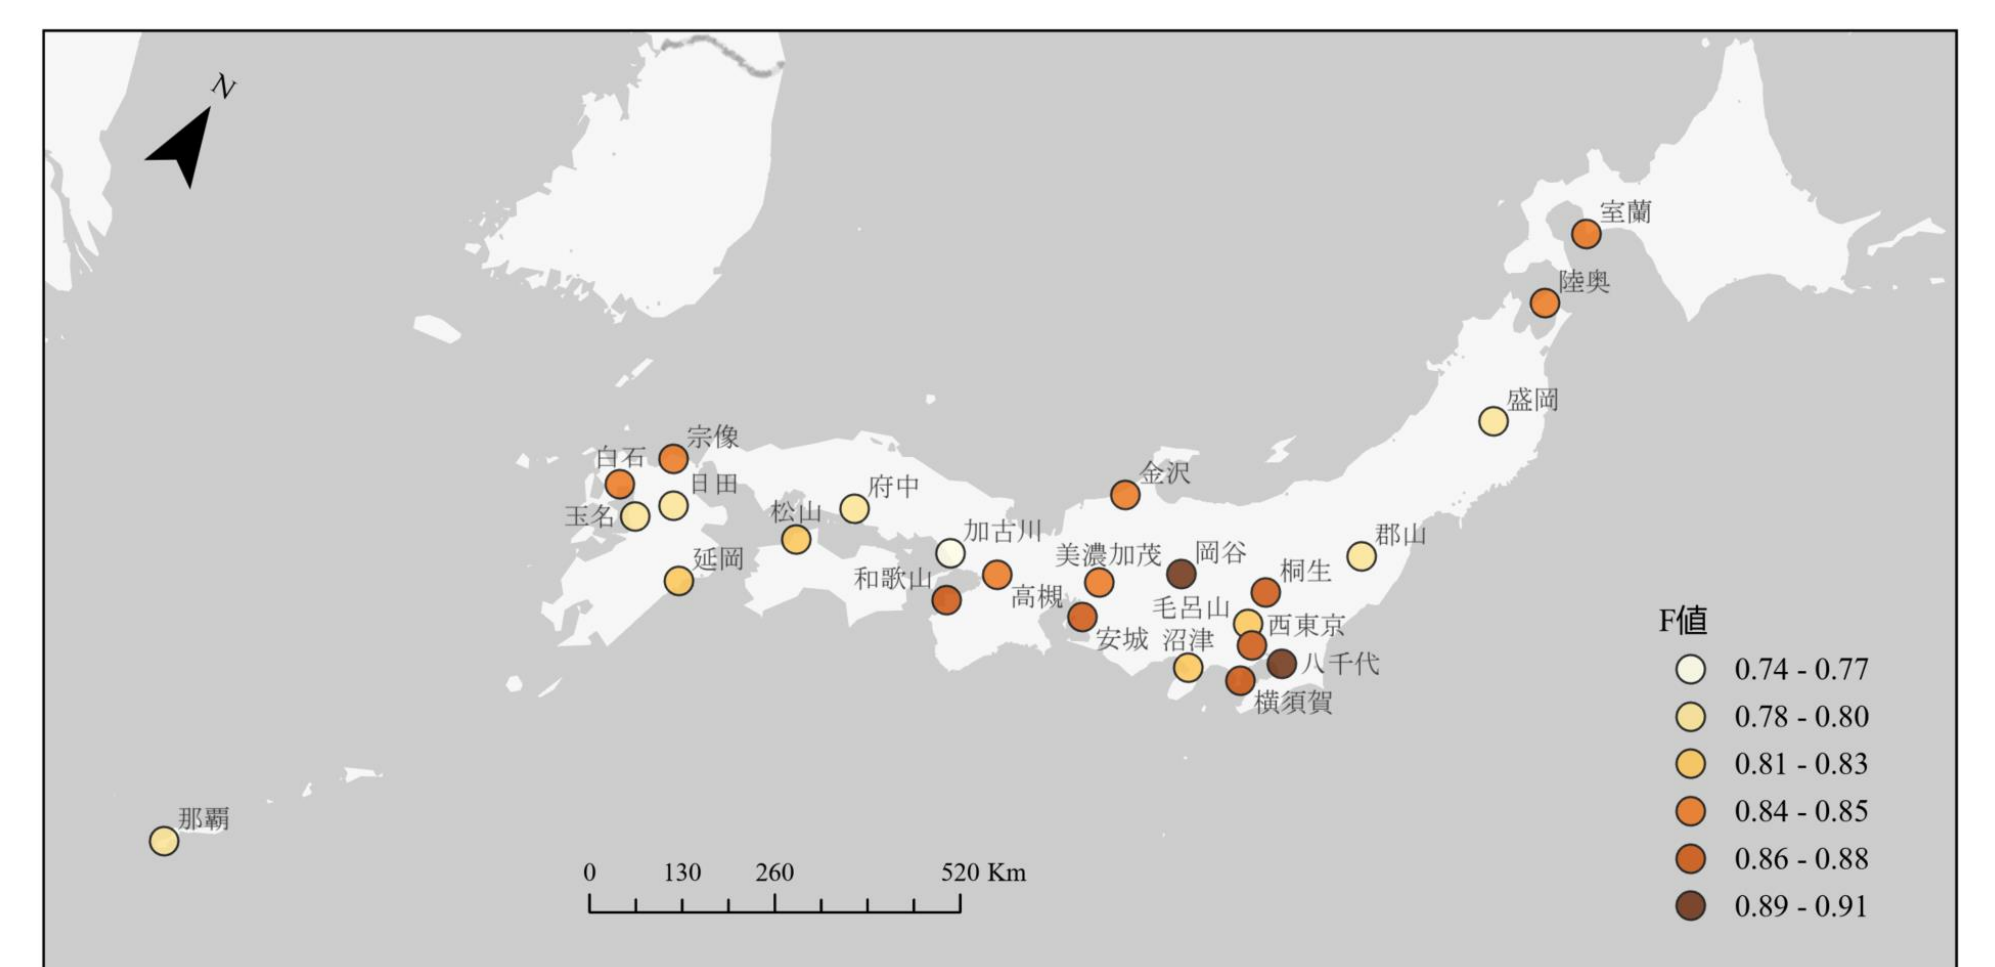 N
室蘭
陸奥
盛岡
宗像
白石
日田
玉名
延岡
松山
府中
加古川
和歌山
高槻
金沢
美濃加茂
岡谷
安城
沼津
毛呂山
桐生
郡山
西東京
八千代
横須賀
那覇
0 130 260 520 Km
F値
0.74 - 0.77
0.78 - 0.80
0.81 - 0.83
0.84 - 0.85
0.86 - 0.88
0.89 - 0.91